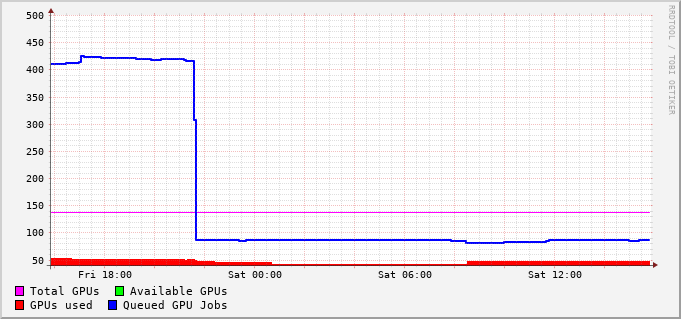 500
450
400
350
300
250
200
150
100
50
Fri 18:00 Sat 00:00 Sat 06:00 Sat 12:00
Total GPUs Available GPUs
GPUs used Queued GPU Jobs
RRDTOOL / TOBI OETIKER